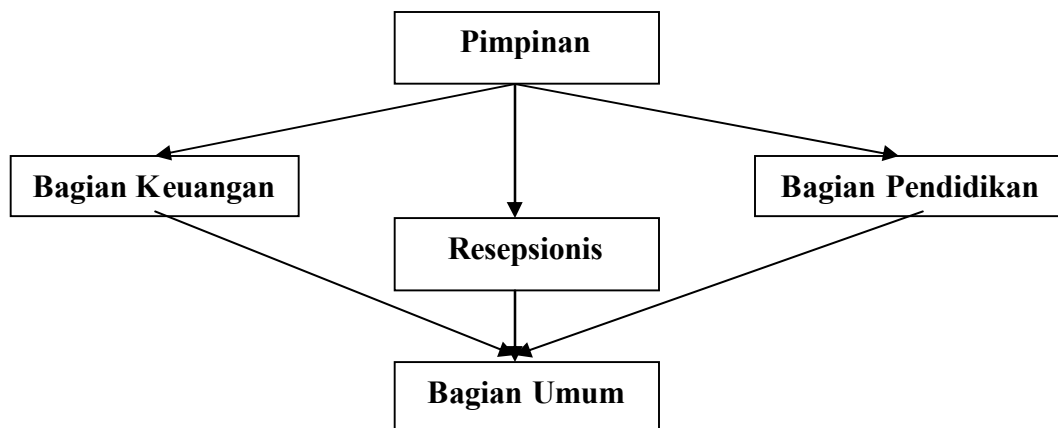 Pimpinan
Bagian Keuangan
Bagian Pendidikan
Resepsionis
Bagian Umum